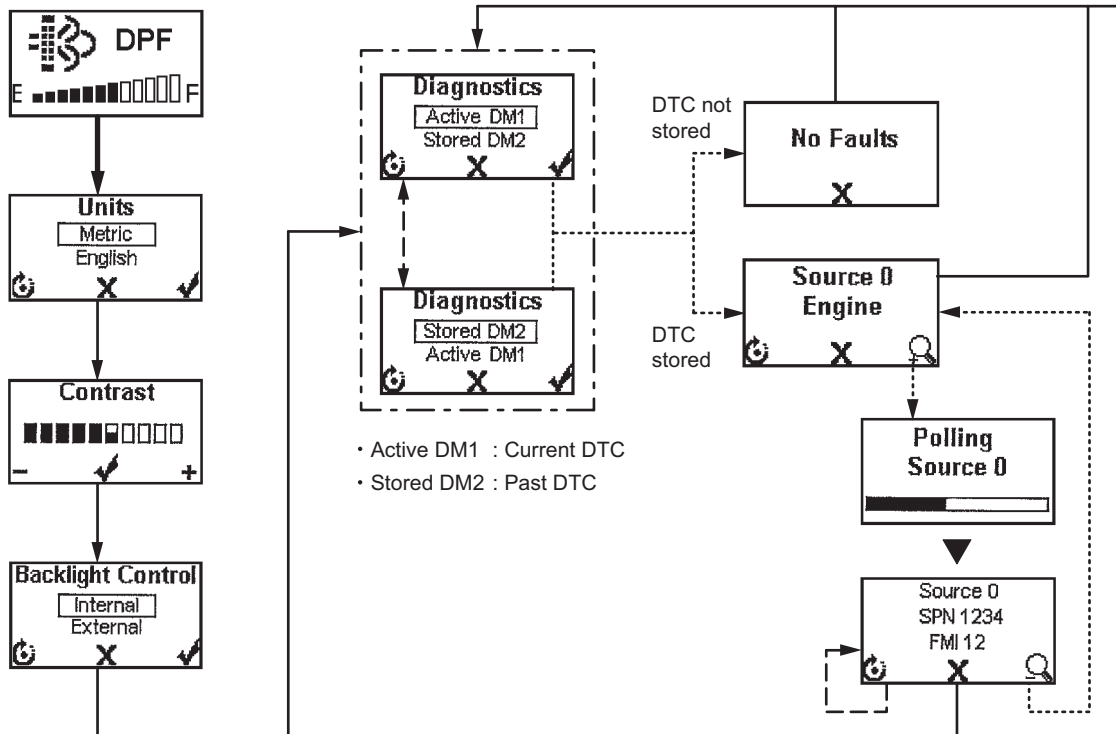 DPF
E F
Units
Metric
English
X
Contrast
− +
Backlight Control
Internal
External
X
Diagnostics
Active DM1
Stored DM2
X
Diagnostics
Stored DM2
Active DM1
X
・Active DM1 : Current DTC
・Stored DM2 : Past DTC
DTC not
stored
No Faults
X
DTC
stored
Source 0
Engine
X
Polling
Source 0
Source 0
SPN 1234
FMI 12
X